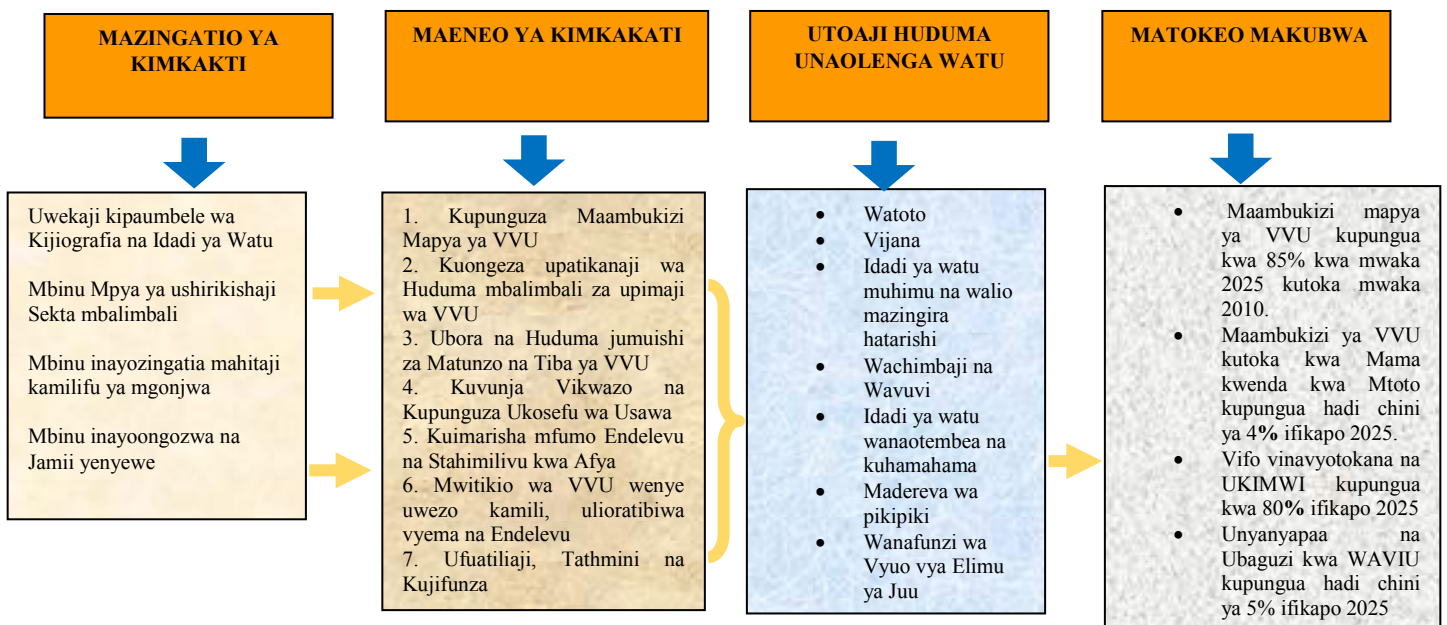 MAZINGATIO YA
KIMKAKTI
MAENEO YA KIMKAKATI
UTOAJI HUDUMA
UNAOLENGA WATU
MATOKEO MAKUBWA
Uwekaji kipaumbele wa
Kijiografia na Idadi ya Watu
Mbinu Mpya ya ushirikishaji
Sekta mbalimbali
Mbinu inayozingatia mahitaji
kamilifu ya mgonjwa
Mbinu inayoongozwa na
Jamii yenyewe
1. Kupunguza Maambukizi
Mapya ya VVU
2. Kuongeza upatikanaji wa
Huduma mbalimbali za upimaji
wa VVU
3. Ubora na Huduma jumuishi
za Matunzo na Tiba ya VVU
4. Kuvunja Vikwazo na
Kupunguza Ukosefu wa Usawa
5. Kuimarisha mfumo Endelevu
na Stahimilivu kwa Afya
6. Mwitikio wa VVU wenye
uwezo kamili, ulioratibiwa
vyema na Endelevu
7. Ufuatiliaji, Tathmini na
Kujifunza
• Watoto
• Vijana
• Idadi ya watu
muhimu na walio
mazingira
hatarishi
• Wachimbaji na
Wavuvi
• Idadi ya watu
wanaotembea na
kuhamahama
• Madereva wa
pikipiki
• Wanafunzi wa
Vyuo vya Elimu
ya Juu
• Maambukizi mapya
ya VVU kupungua
kwa 85% kwa mwaka
2025 kutoka mwaka
2010.
• Maambukizi ya VVU
kutoka kwa Mama
kwenda kwa Mtoto
kupungua hadi chini
ya 4% ifikapo 2025.
• Vifo vinavyotokana na
UKIMWI kupungua
kwa 80% ifikapo 2025
• Unyanyapaa na
Ubaguzi kwa WAVIU
kupungua hadi chini
ya 5% ifikapo 2025